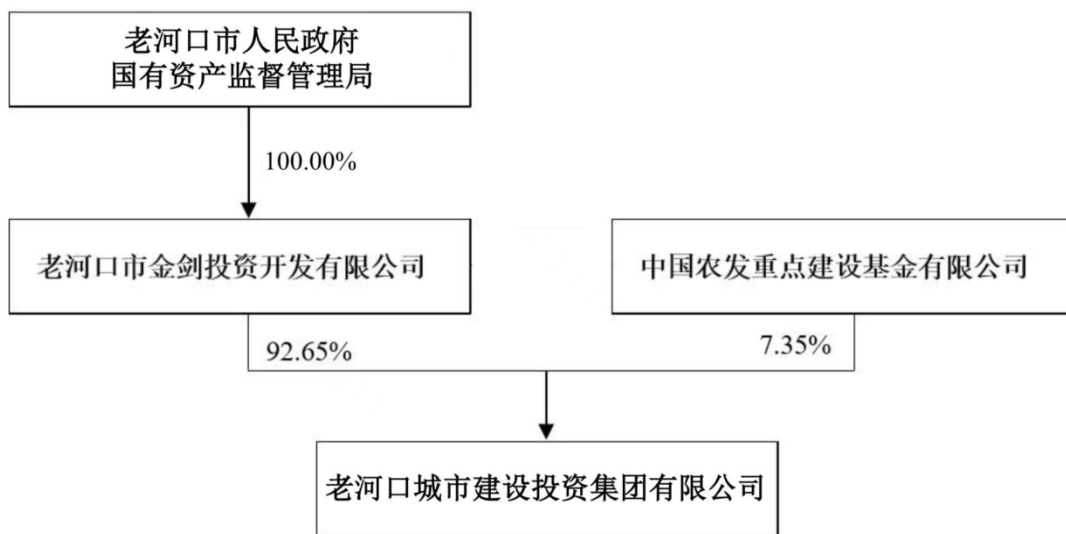 老河口市人民政府
国有资产监督管理局
100.00%
老河口市金剑投资开发有限公司
中国农发重点建设基金有限公司
92.65%
7.35%
老河口城市建设投资集团有限公司